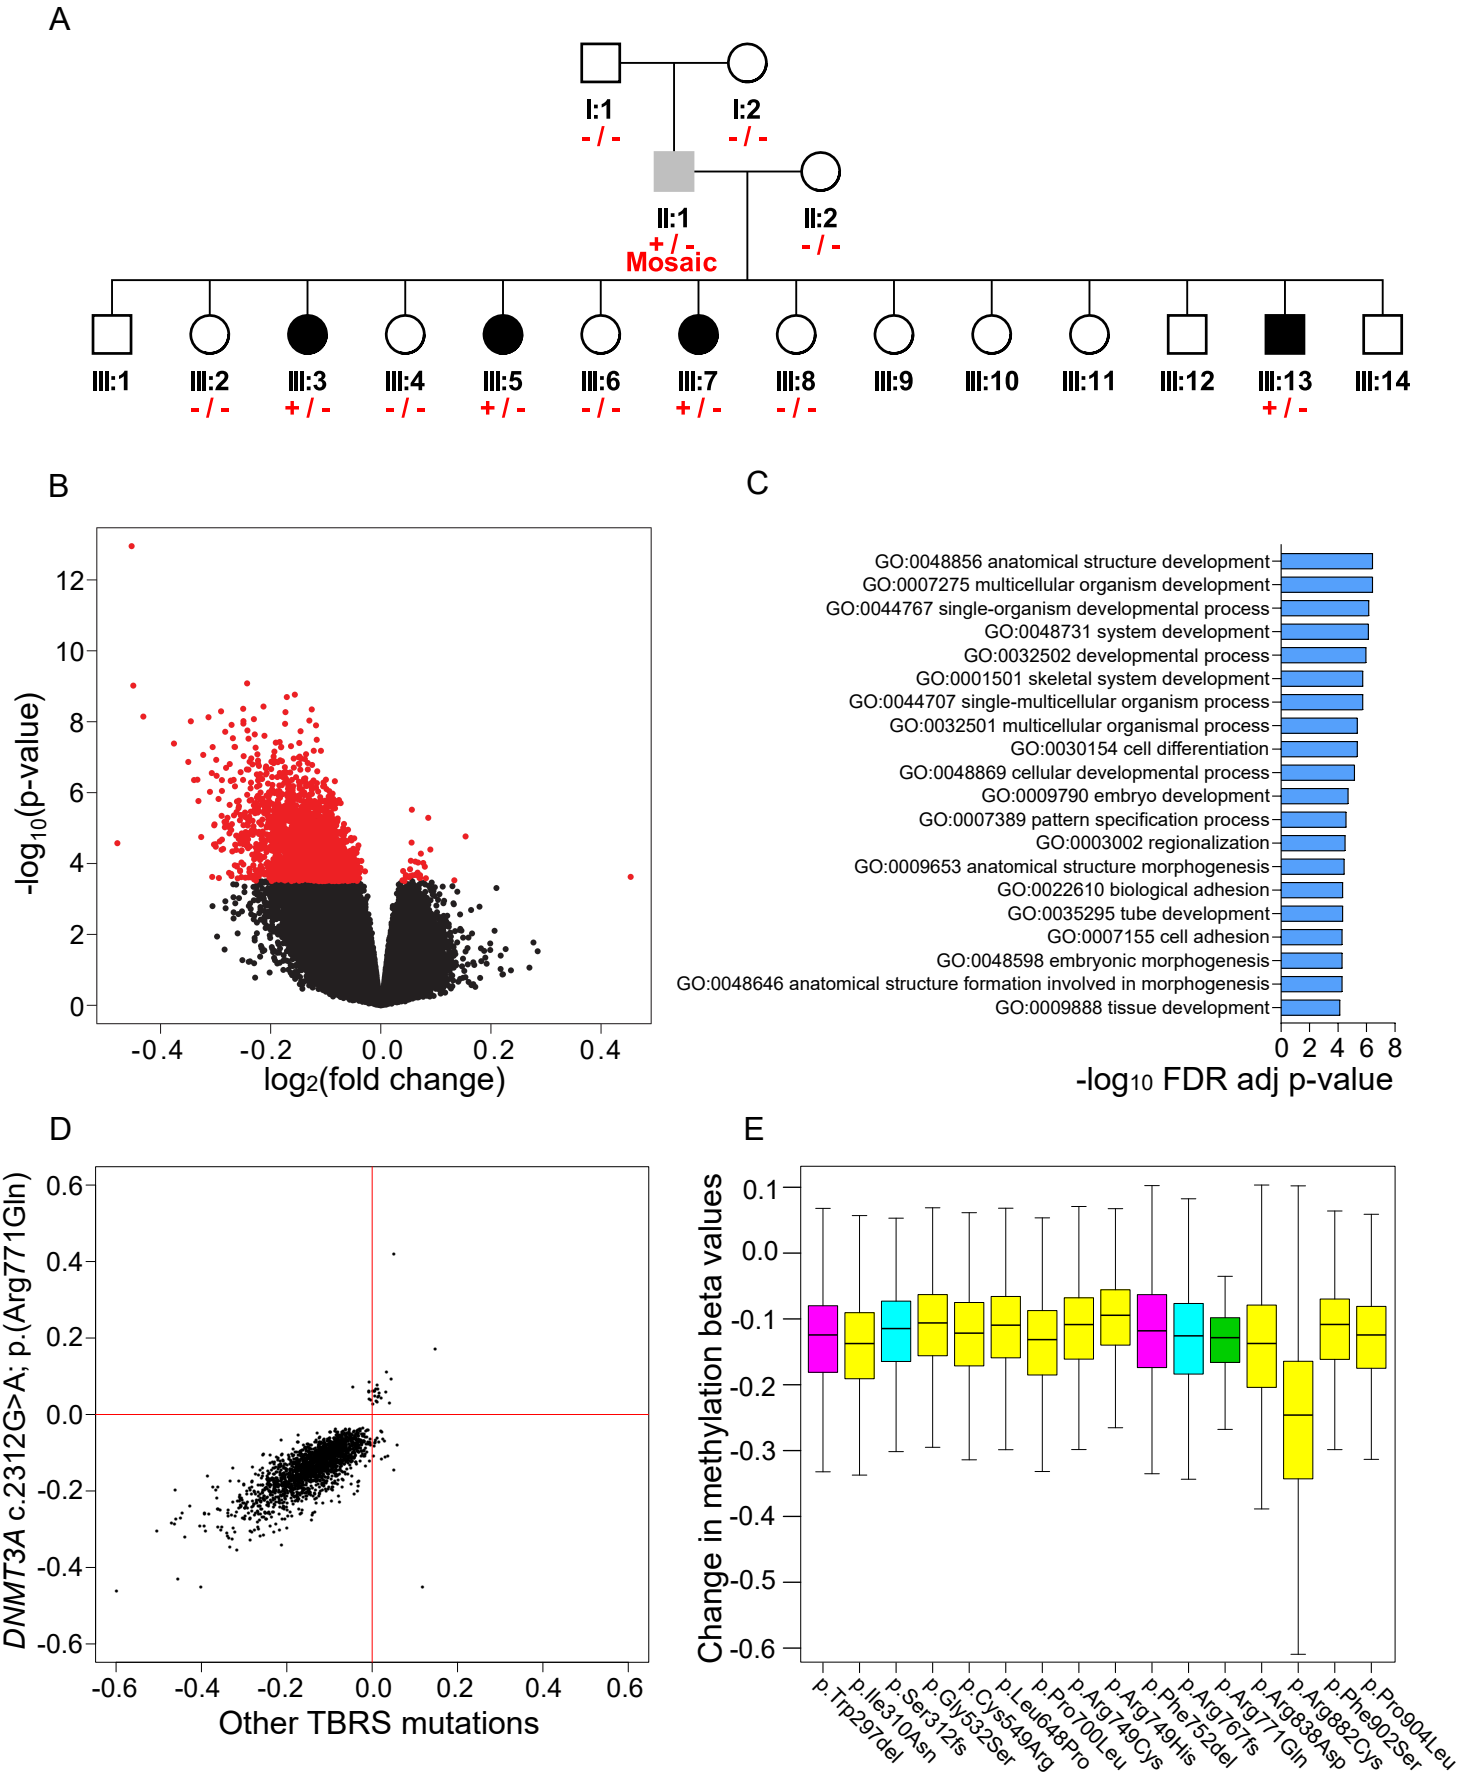 A
I:1
I:2
- / -
- / -
II:1
II:2
+ / -
- / -
Mosaic
III:1
III:2
III:3
III:4
III:5
III:6
III:7
III:8
III:9
III:10
III:11
III:12
III:13
III:14
- / -
+ / -
- / -
+ / -
- / -
+ / -
- / -
+ / -
B
-log10(p-value)
12
10
8
6
4
2
0
-0.4
-0.2
0.0
0.2
0.4
log2(fold change)
C
GO:0048856 anatomical structure development
GO:0007275 multicellular organism development
GO:0044767 single-organism developmental process
GO:0048731 system development
GO:0032502 developmental process
GO:0001501 skeletal system development
GO:0044707 single-multicellular organism process
GO:0032501 multicellular organismal process
GO:0030154 cell differentiation
GO:0048869 cellular developmental process
GO:0009790 embryo development
GO:0007389 pattern specification process
GO:0003002 regionalization
GO:0009653 anatomical structure morphogenesis
GO:0022610 biological adhesion
GO:0035295 tube development
GO:0007155 cell adhesion
GO:0048598 embryonic morphogenesis
GO:0048646 anatomical structure formation involved in morphogenesis
GO:0009888 tissue development
0 2 4 6 8
-log10 FDR adj p-value
D
DNMT3A c.2312G>A; p.(Arg771Gln)
0.6
0.4
0.2
0.0
-0.2
-0.4
-0.6
-0.6
-0.4
-0.2
0.0
0.2
0.4
0.6
Other TBRS mutations
E
Change in methylation beta values
0.1
0.0
-0.1
-0.2
-0.3
-0.4
-0.5
-0.6
p.Trp297del
p.Ile310Asn
p.Ser312fs
p.Gly532Ser
p.Cys549Arg
p.Leu648Pro
p.Pro700Leu
p.Arg749Cys
p.Arg749His
p.Phe752del
p.Arg767fs
p.Arg771Gln
p.Arg838Asp
p.Arg882Cys
p.Phe902Ser
p.Pro904Leu